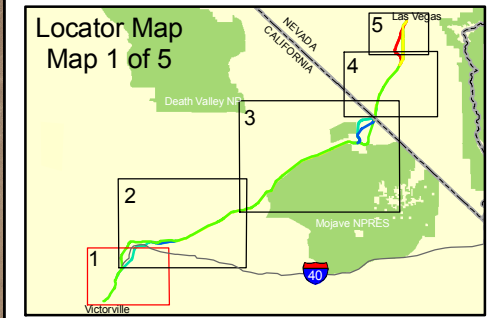 Locator Map
Map 1 of 5
5
Las Vegas
NEVADA
CALIFORNIA
4
Death Valley NP
3
2
Mojave NPRES
1
40
Victorville